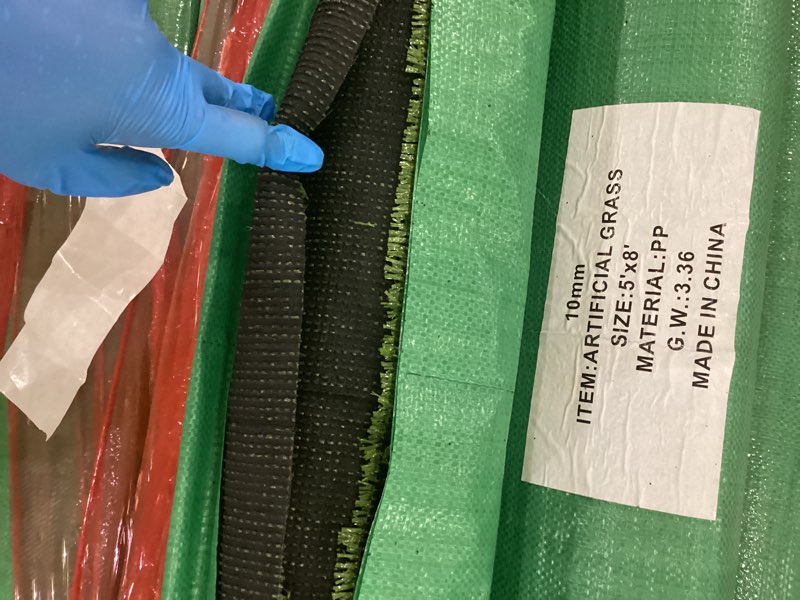 10mm
ITEM:ARTIFICIAL GRASS
SIZE:5'x8'
MATERIAL:PP
G.W.:3.36
MADE IN CHINA